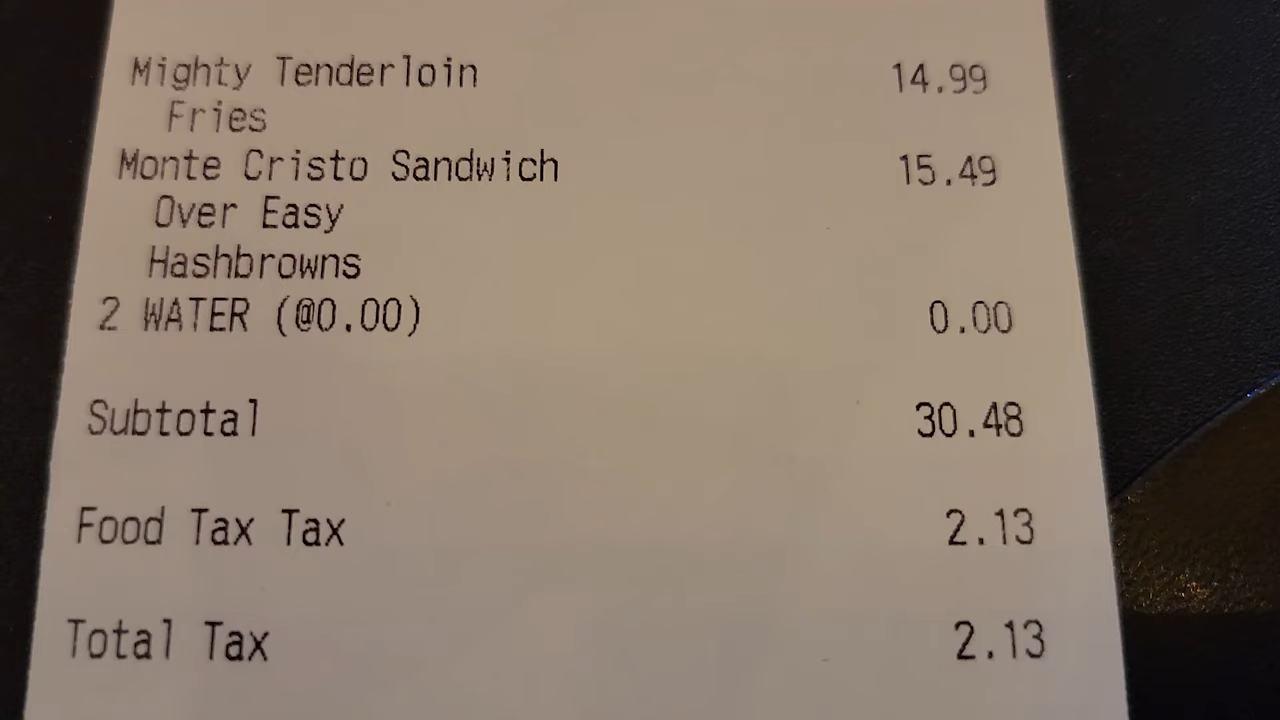 Mighty Tenderloin 14.99
Fries
Monte Cristo Sandwich 15.49
Over Easy
Hashbrowns
2 WATER (@0.00) 0.00
Subtotal 30.48
Food Tax Tax 2.13
Total Tax 2.13